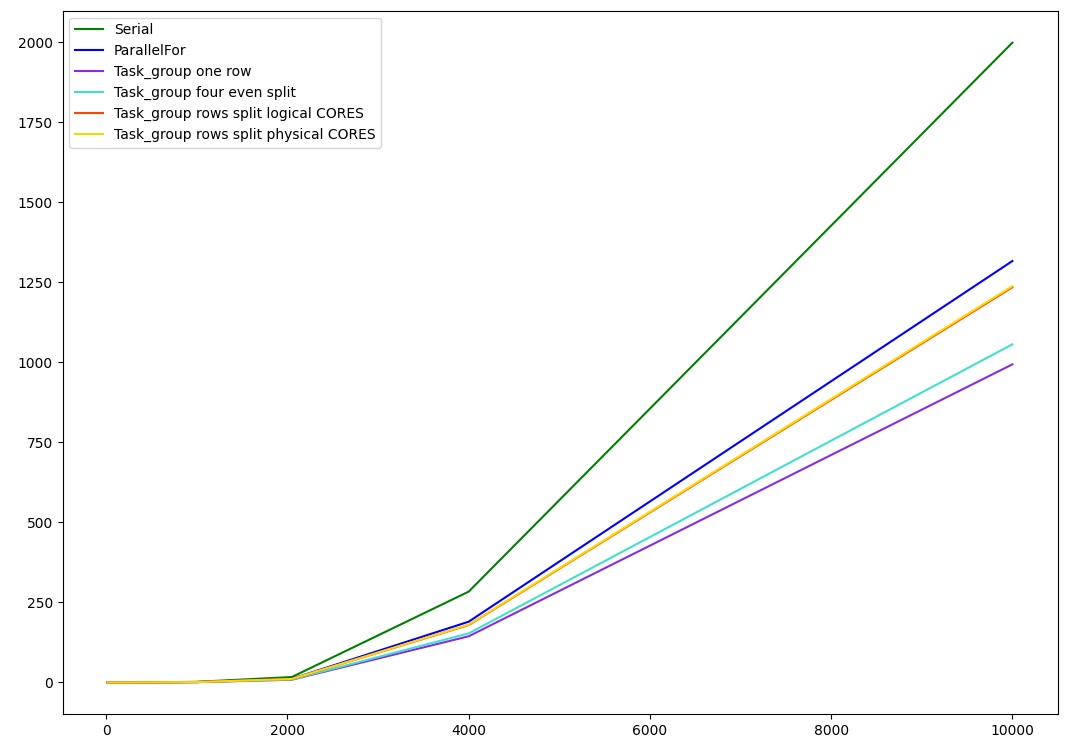 Serial
ParallelFor
Task_group one row
Task_group four even split
Task_group rows split logical CORES
Task_group rows split physical CORES
2000
1750
1500
1250
1000
750
500
250
0
0 2000 4000 6000 8000 10000